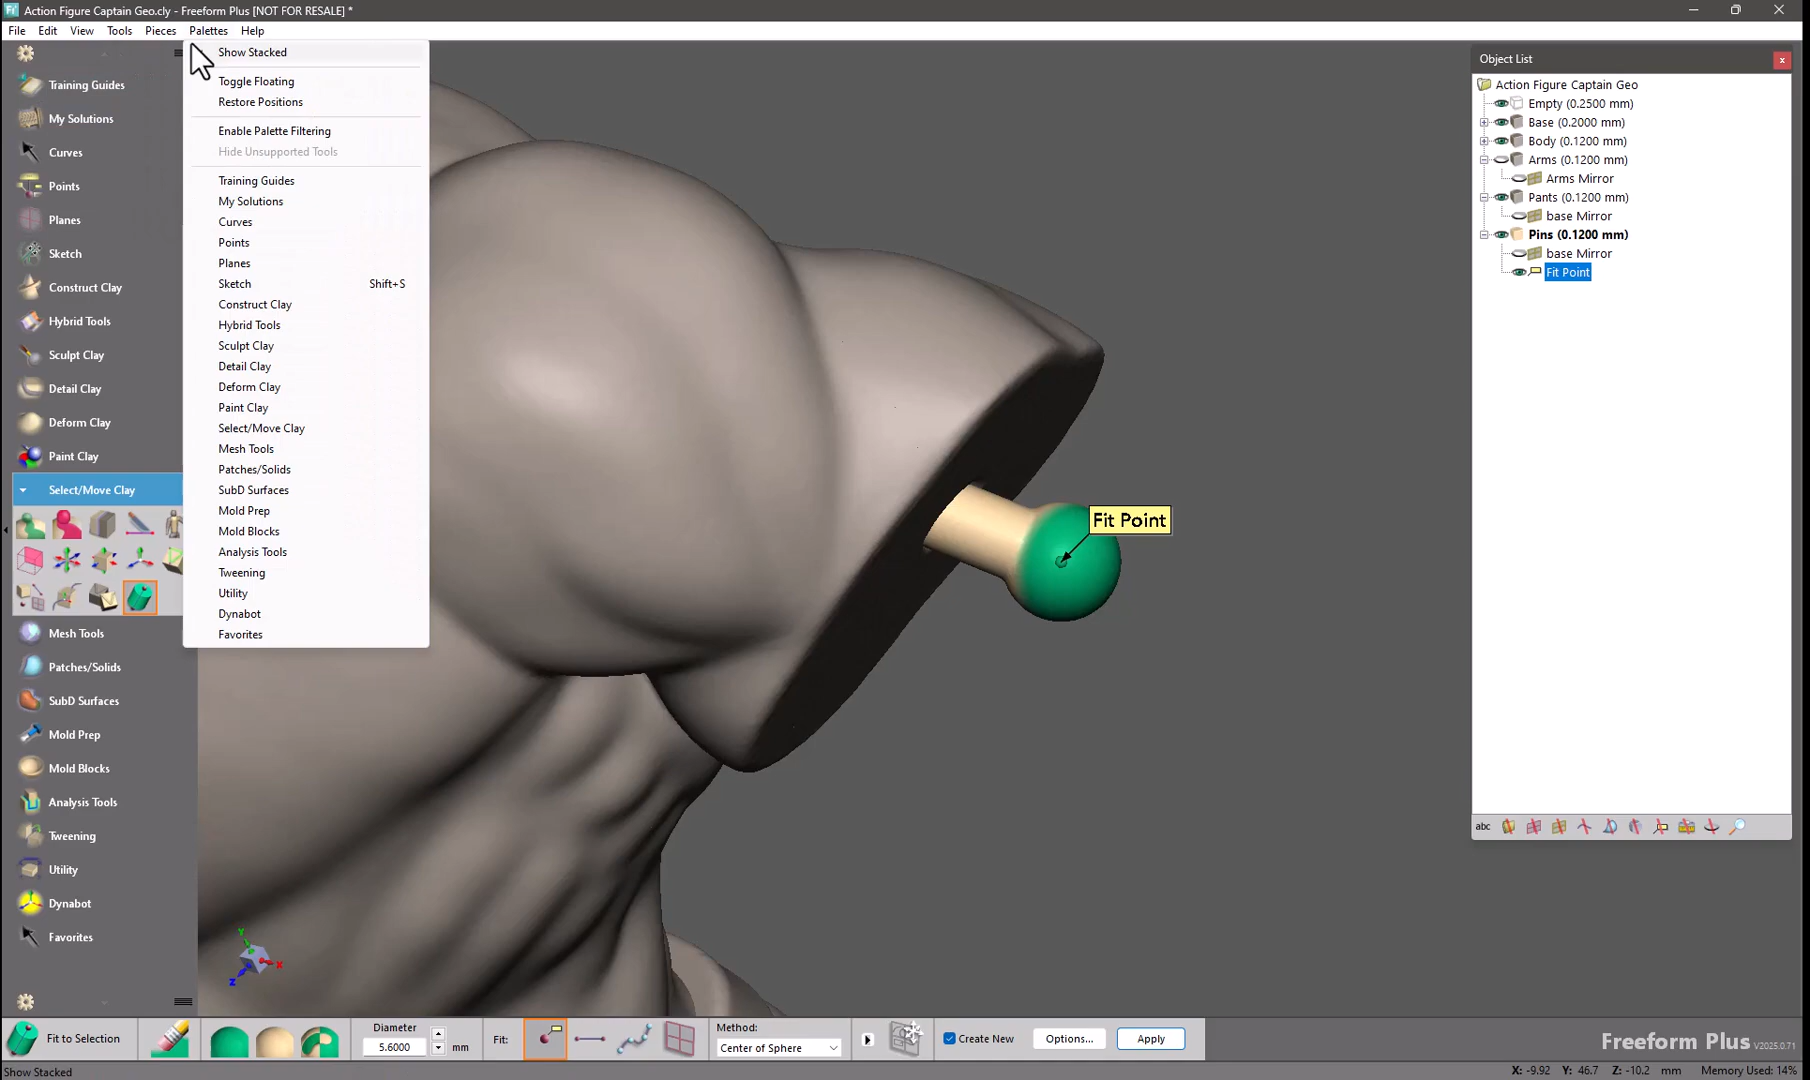 Action Figure Captain Geo.cly - Freeform Plus [NOT FOR RESALE] *
File Edit View Tools Pieces Palettes Help
Show Stacked
Toggle Floating
Restore Positions
Enable Palette Filtering
Hide Unsupported Tools
Training Guides
My Solutions
Curves
Points
Planes
Sketch Shift+S
Construct Clay
Hybrid Tools
Sculpt Clay
Detail Clay
Deform Clay
Paint Clay
Select/Move Clay
Mesh Tools
Patches/Solids
SubD Surfaces
Mold Prep
Mold Blocks
Analysis Tools
Tweening
Utility
Dynabot
Favorites
Training Guides
My Solutions
Curves
Points
Planes
Sketch
Construct Clay
Hybrid Tools
Sculpt Clay
Detail Clay
Deform Clay
Paint Clay
Select/Move Clay
Mesh Tools
Patches/Solids
SubD Surfaces
Mold Prep
Mold Blocks
Analysis Tools
Tweening
Utility
Dynabot
Favorites
Fit Point
Y
X
Z
Object List
Action Figure Captain Geo
Empty (0.2500 mm)
Base (0.2000 mm)
Body (0.1200 mm)
Arms (0.1200 mm)
Arms Mirror
Pants (0.1200 mm)
base Mirror
Pins (0.1200 mm)
base Mirror
Fit Point
abc
Fit to Selection
Diameter
5.6000 mm
Fit:
Method:
Center of Sphere
Create New
Options...
Apply
Freeform Plus V2025.0.71
Show Stacked
X: -9.92 Y: 46.7 Z: -10.2 mm Memory Used: 14%